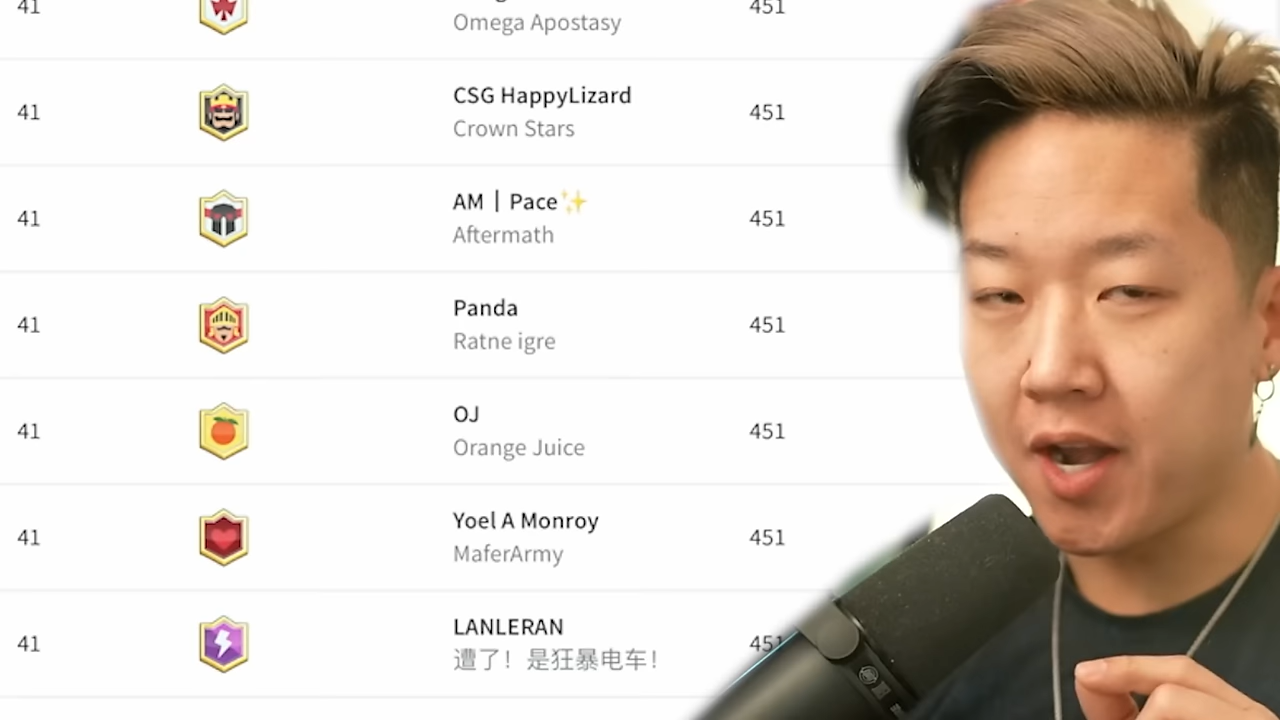 41
Omega Apostasy
451
41
CSG HappyLizard
Crown Stars
451
41
AM | Pace✨
Aftermath
451
41
Panda
Ratne igre
451
41
OJ
Orange Juice
451
41
Yoel A Monroy
MaferArmy
451
41
LANLERAN
遭了！是狂暴电车！
451